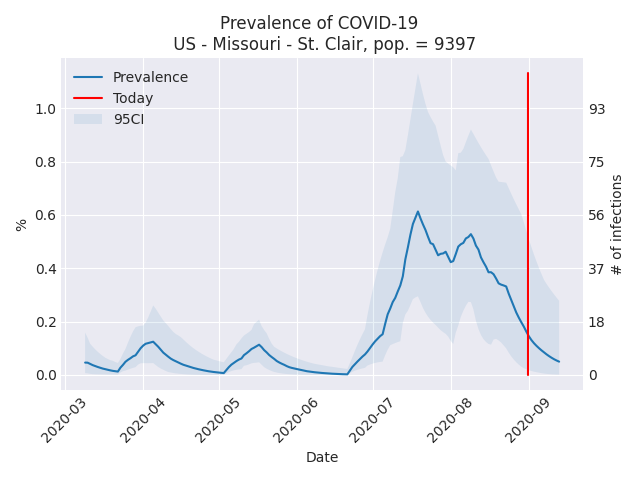 Prevalence of COVID-19
US - Missouri - St. Clair, pop. = 9397
Prevalence
Today
95CI
1.0
0.8
0.6
0.4
0.2
0.0
%
93
75
56
37
18
0
# of infections
2020-03
2020-04
2020-05
2020-06
2020-07
2020-08
2020-09
Date